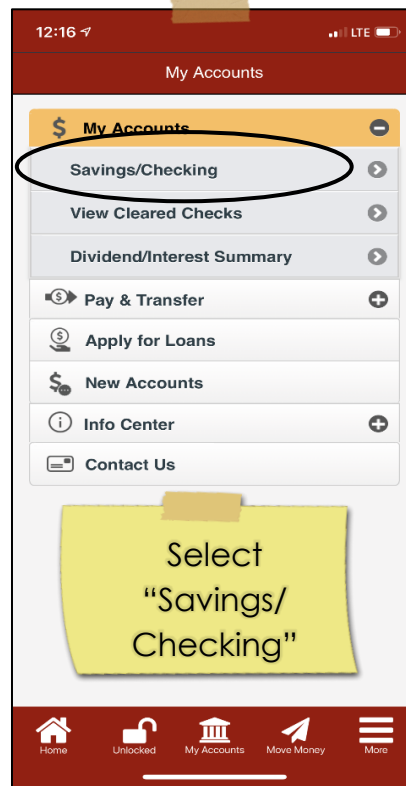 12:16 LTE
My Accounts
My Accounts
Savings/Checking
View Cleared Checks
Dividend/Interest Summary
Pay & Transfer
Apply for Loans
New Accounts
Info Center
Contact Us
Select
“Savings/
Checking”
Home Unlocked My Accounts Move Money More